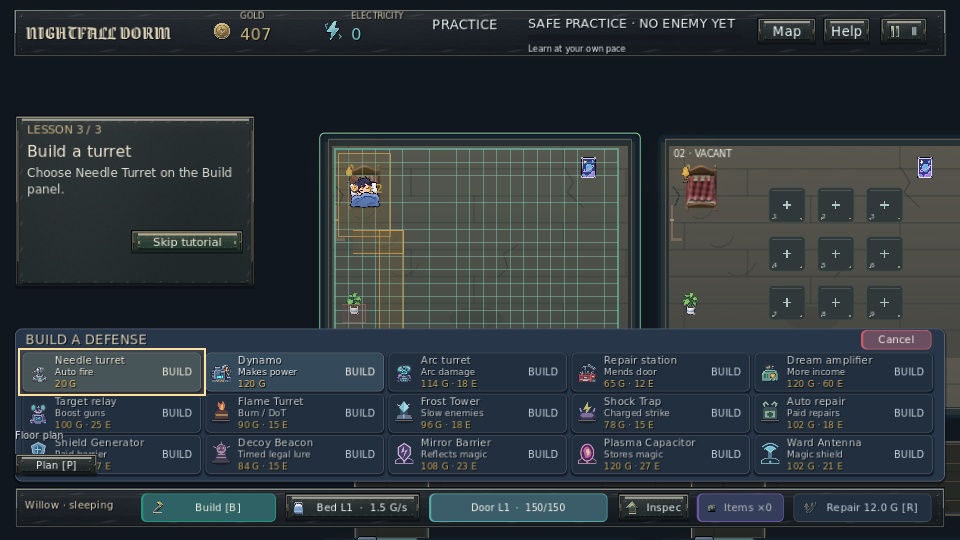 NIGHTFALL DORM
GOLD
407
ELECTRICITY
0
PRACTICE
SAFE PRACTICE · NO ENEMY YET
Learn at your own pace
Map
Help
LESSON 3 / 3
Build a turret
Choose Needle Turret on the Build
panel.
Skip tutorial
02 · VACANT
BUILD A DEFENSE
Cancel
Needle turret
Auto fire
20 G
BUILD
Dynamo
Makes power
120 G
BUILD
Arc turret
Arc damage
114 G · 18 E
BUILD
Repair station
Mends door
65 G · 12 E
BUILD
Dream amplifier
More income
120 G · 60 E
BUILD
Target relay
Boost guns
100 G · 25 E
BUILD
Flame Turret
Burn / DoT
90 G · 15 E
BUILD
Frost Tower
Slow enemies
96 G · 18 E
BUILD
Shock Trap
Charged strike
78 G · 15 E
BUILD
Auto repair
Paid repairs
102 G · 18 E
BUILD
Floor plan
Plan [P]
Shield Generator
Paid barrier
7 E
BUILD
Decoy Beacon
Timed legal lure
84 G · 15 E
BUILD
Mirror Barrier
Reflects magic
108 G · 23 E
BUILD
Plasma Capacitor
Stores magic
120 G · 27 E
BUILD
Ward Antenna
Magic shield
102 G · 21 E
BUILD
Willow · sleeping
Build [B]
Bed L1 · 1.5 G/s
Door L1 · 150/150
Inspec
Items ×0
Repair 12.0 G [R]